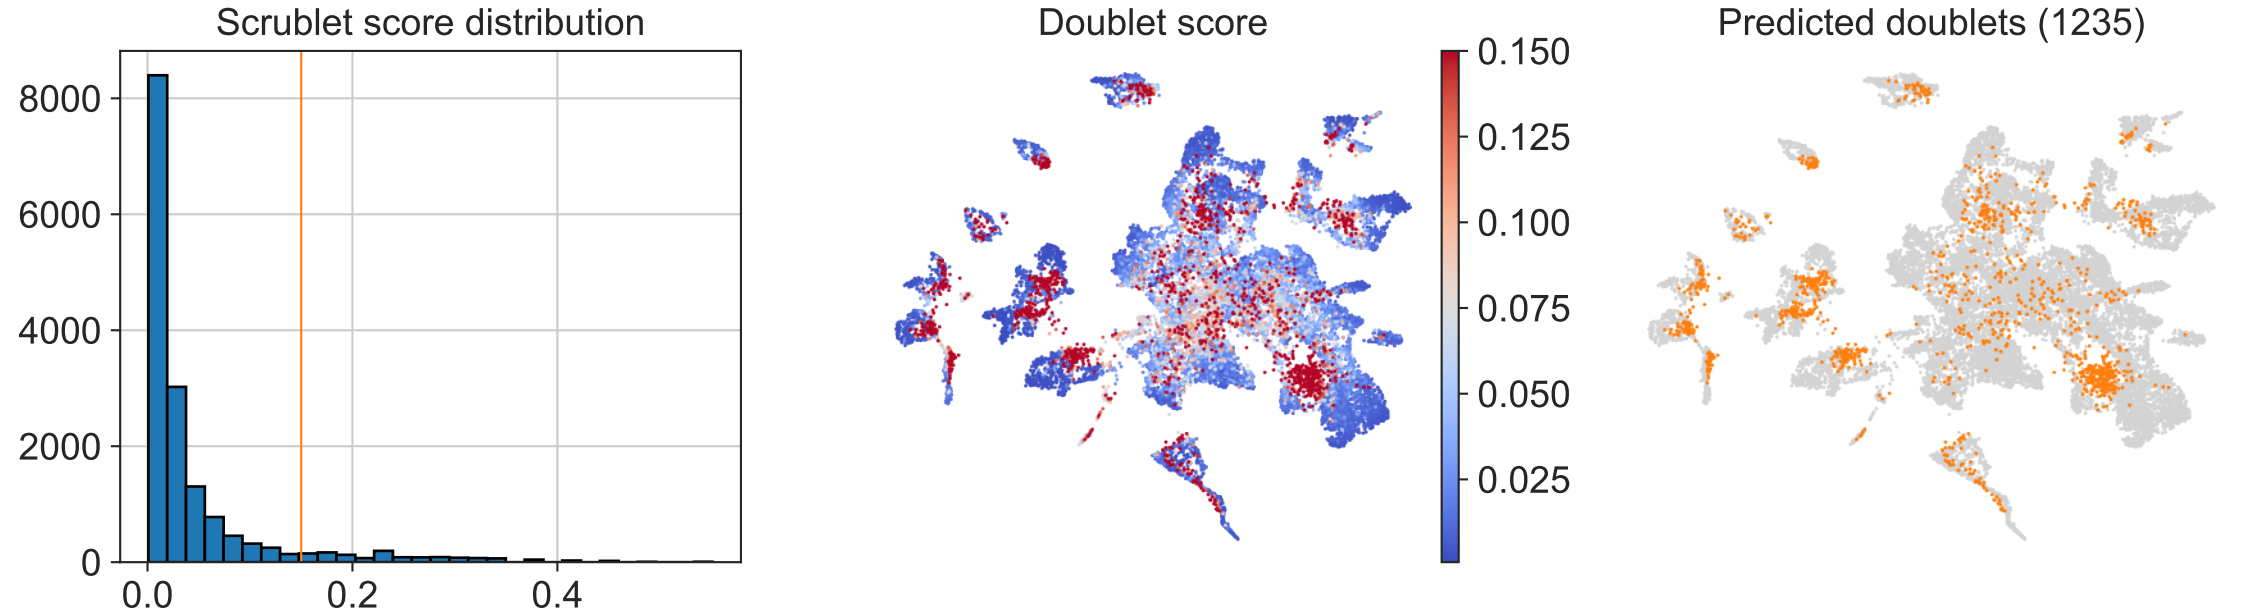 Scrublet score distribution
8000
6000
4000
2000
0
0.0 0.2 0.4
Doublet score
0.150
0.125
0.100
0.075
0.050
0.025
Predicted doublets (1235)